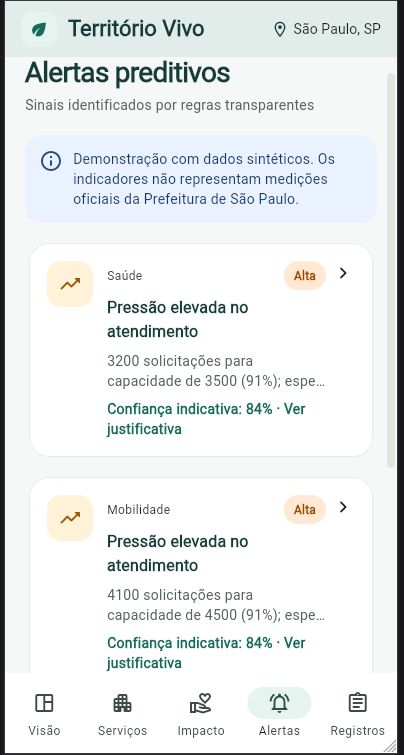 Território Vivo
São Paulo, SP
Alertas preditivos
Sinais identificados por regras transparentes
Demonstração com dados sintéticos. Os
indicadores não representam medições
oficiais da Prefeitura de São Paulo.
Saúde
Alta
Pressão elevada no
atendimento
3200 solicitações para
capacidade de 3500 (91%); espe…
Confiança indicativa: 84% · Ver
justificativa
Mobilidade
Alta
Pressão elevada no
atendimento
4100 solicitações para
capacidade de 4500 (91%); espe…
Confiança indicativa: 84% · Ver
justificativa
Visão
Serviços
Impacto
Alertas
Registros